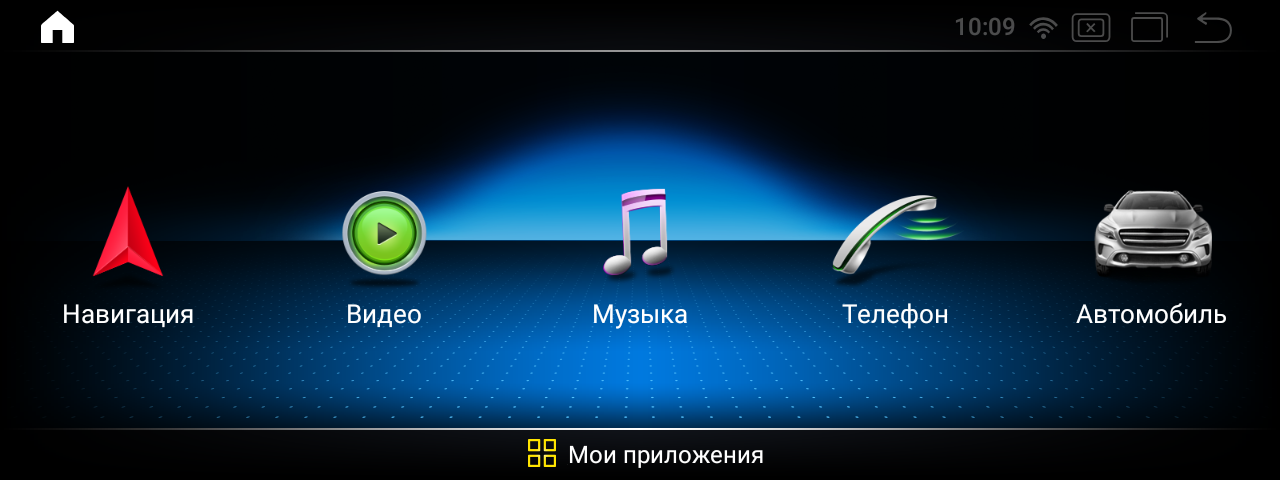 10:09
Навигация
Видео
Музыка
Телефон
Автомобиль
Мои приложения